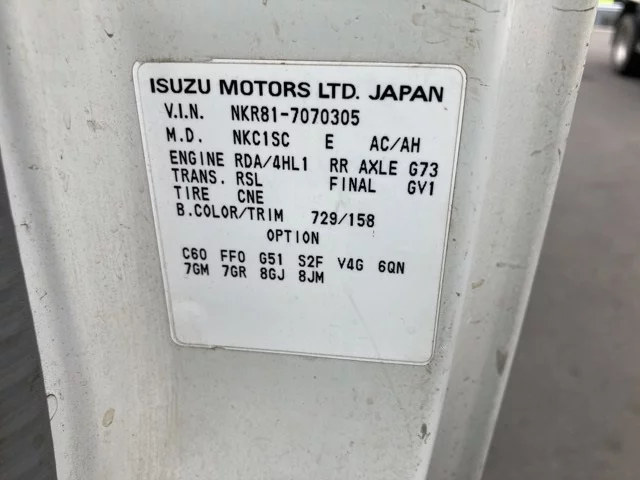 ISUZU MOTORS LTD. JAPAN
V.I.N. NKR81-7070305
M.D. NKC1SC E AC/AH
ENGINE RDA/4HL1 RR AXLE G73
TRANS. RSL FINAL GV1
TIRE CNE
B.COLOR/TRIM 729/158
OPTION
C60 FF0 G51 S2F V4G 6QN
7GM 7GR 8GJ 8JM